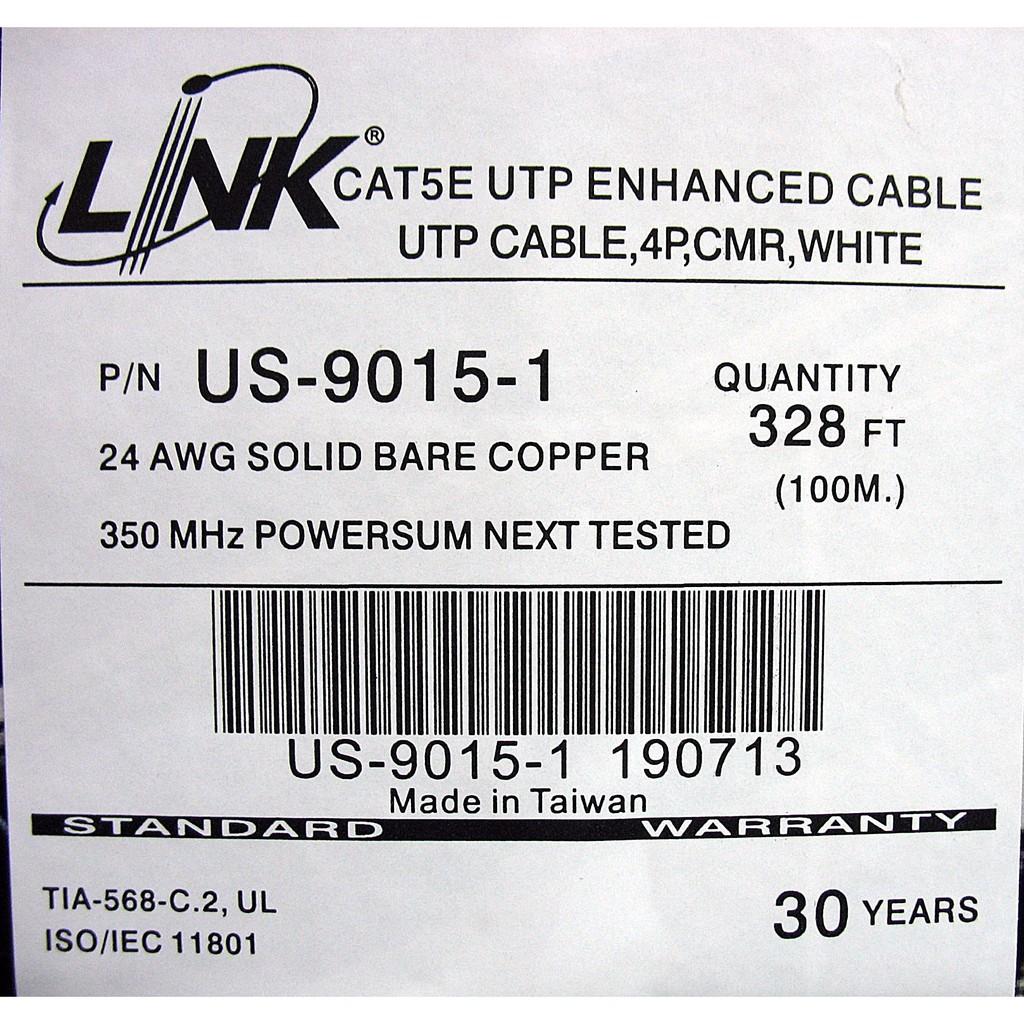 LINK®
CAT5E UTP ENHANCED CABLE
UTP CABLE,4P,CMR,WHITE
P/N US-9015-1
QUANTITY
328 FT
(100M.)
24 AWG SOLID BARE COPPER
350 MHz POWERSUM NEXT TESTED
US-9015-1 190713
Made in Taiwan
STANDARD WARRANTY
TIA-568-C.2, UL
ISO/IEC 11801
30 YEARS